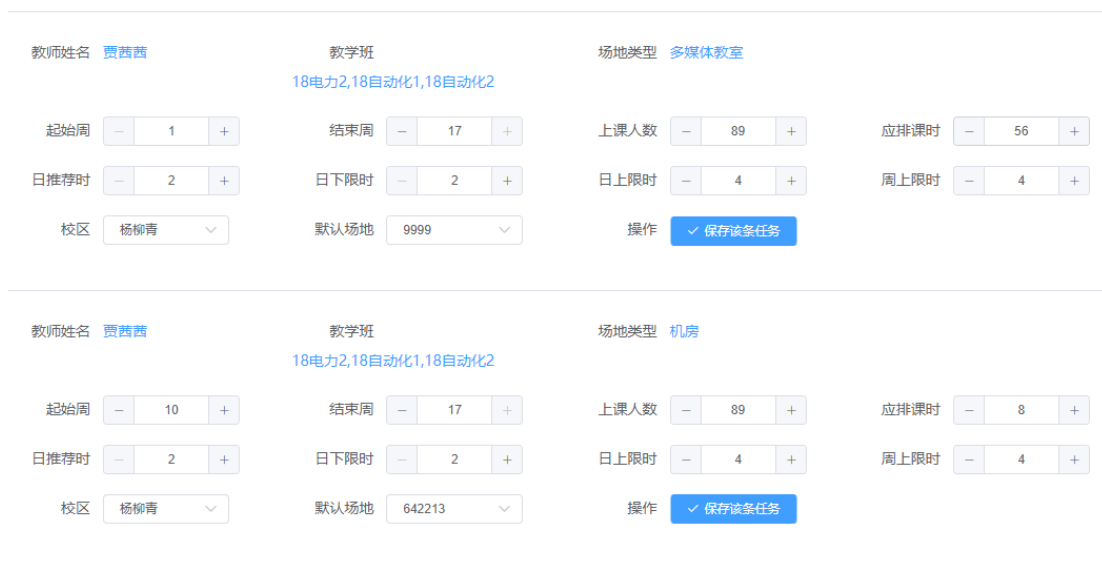 教师姓名 贾茜茜 教学班 场地类型 多媒体教室
18电力2,18自动化1,18自动化2
起始周 － 1 + 结束周 － 17 + 上课人数 － 89 + 应排课时 － 56 +
日推荐时 － 2 + 日下限时 － 2 + 日上限时 － 4 + 周上限时 － 4 +
校区 杨柳青 默认场地 9999 操作 ✓ 保存该条任务
教师姓名 贾茜茜 教学班 场地类型 机房
18电力2,18自动化1,18自动化2
起始周 － 10 + 结束周 － 17 + 上课人数 － 89 + 应排课时 － 8 +
日推荐时 － 2 + 日下限时 － 2 + 日上限时 － 4 + 周上限时 － 4 +
校区 杨柳青 默认场地 642213 操作 ✓ 保存该条任务